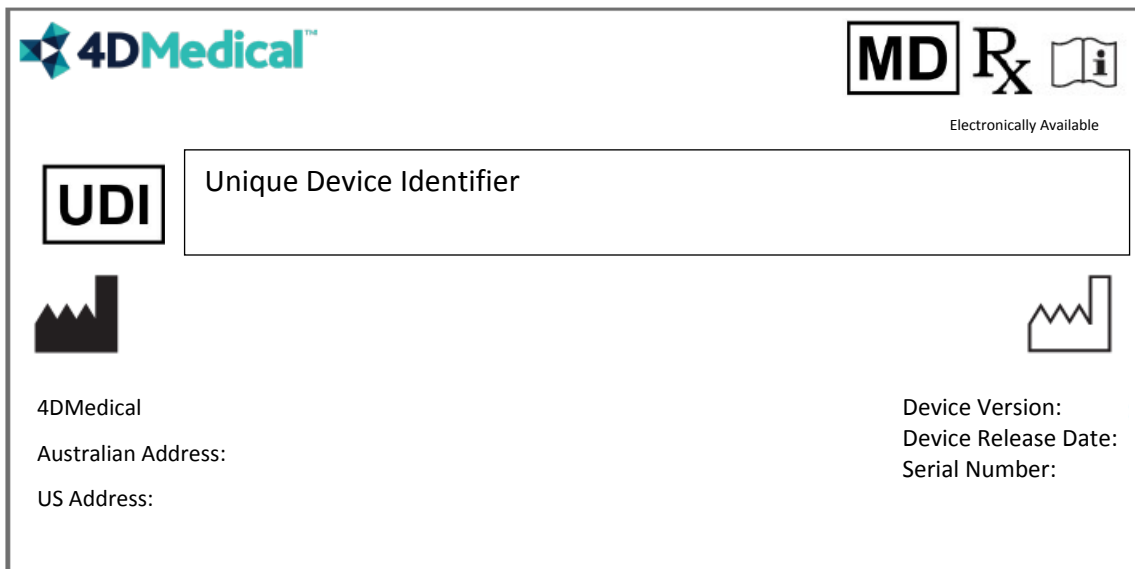 4DMedical™
MD Rx i
Electronically Available
UDI
Unique Device Identifier
4DMedical
Australian Address:
US Address:
Device Version:
Device Release Date:
Serial Number: